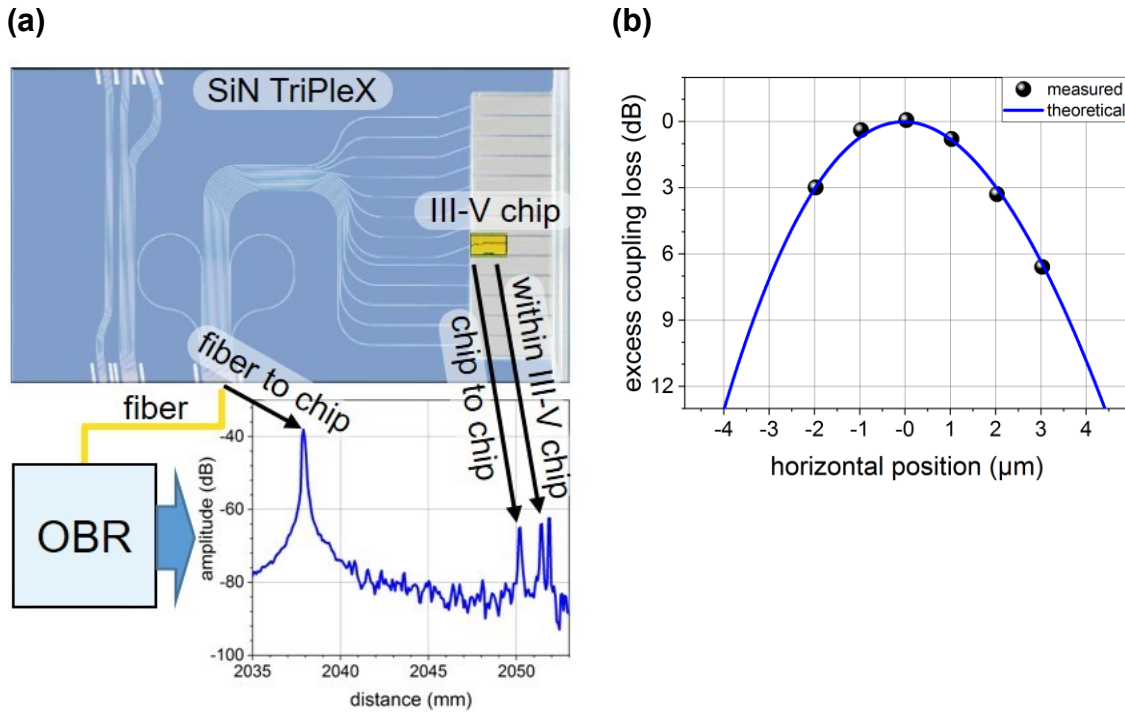 (a)
SiN TriPleX
III-V chip
within III-V chip
chip to chip
fiber to chip
fiber
OBR
amplitude (dB)
-40
-60
-80
-100
2035
2040
2045
2050
distance (mm)
(b)
measured
theoretical
excess coupling loss (dB)
0
3
6
9
12
-4
-3
-2
-1
-0
1
2
3
4
horizontal position (µm)